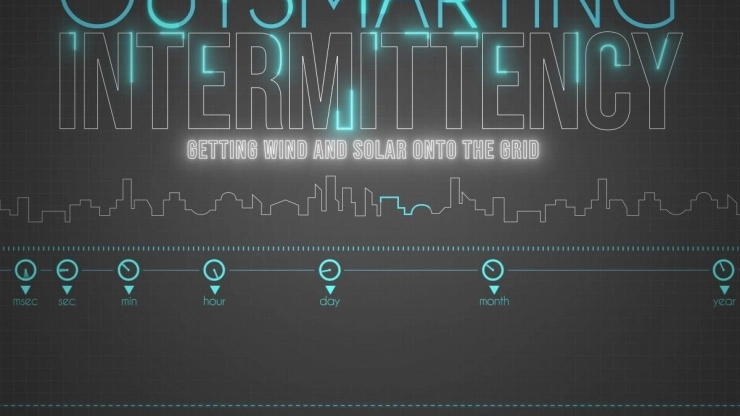 OUTSMARTING
INTERMITTENCY
GETTING WIND AND SOLAR ONTO THE GRID
msec sec min hour day month year